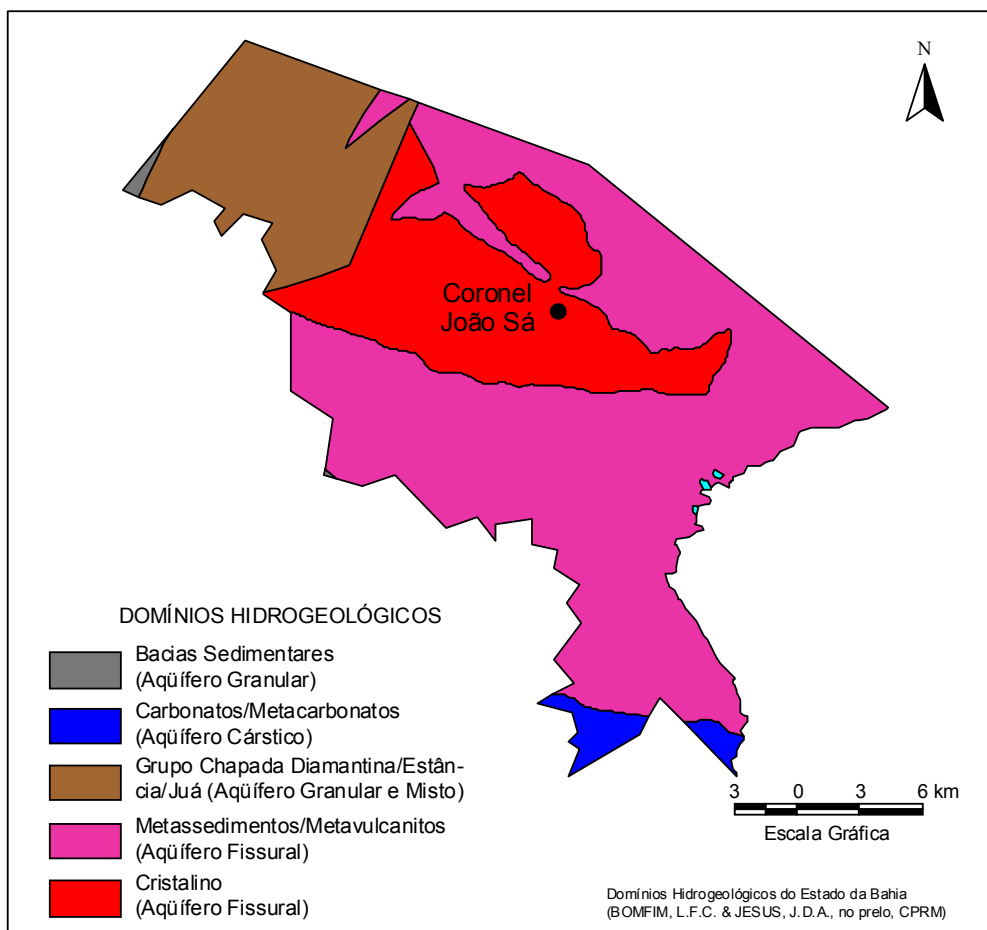 N
Coronel
João Sá
DOMÍNIOS HIDROGEOLÓGICOS
Bacias Sedimentares
(Aqüífero Granular)
Carbonatos/Metacarbonatos
(Aqüífero Cárstico)
Grupo Chapada Diamantina/Estân-
cia/Juá (Aqüífero Granular e Misto)
Metassedimentos/Metavulcanitos
(Aqüífero Fissural)
Cristalino
(Aqüífero Fissural)
3 0 3 6 km
Escala Gráfica
Domínios Hidrogeológicos do Estado da Bahia
(BOMFIM, L.F.C. & JESUS, J.D.A., no prelo, CPRM)